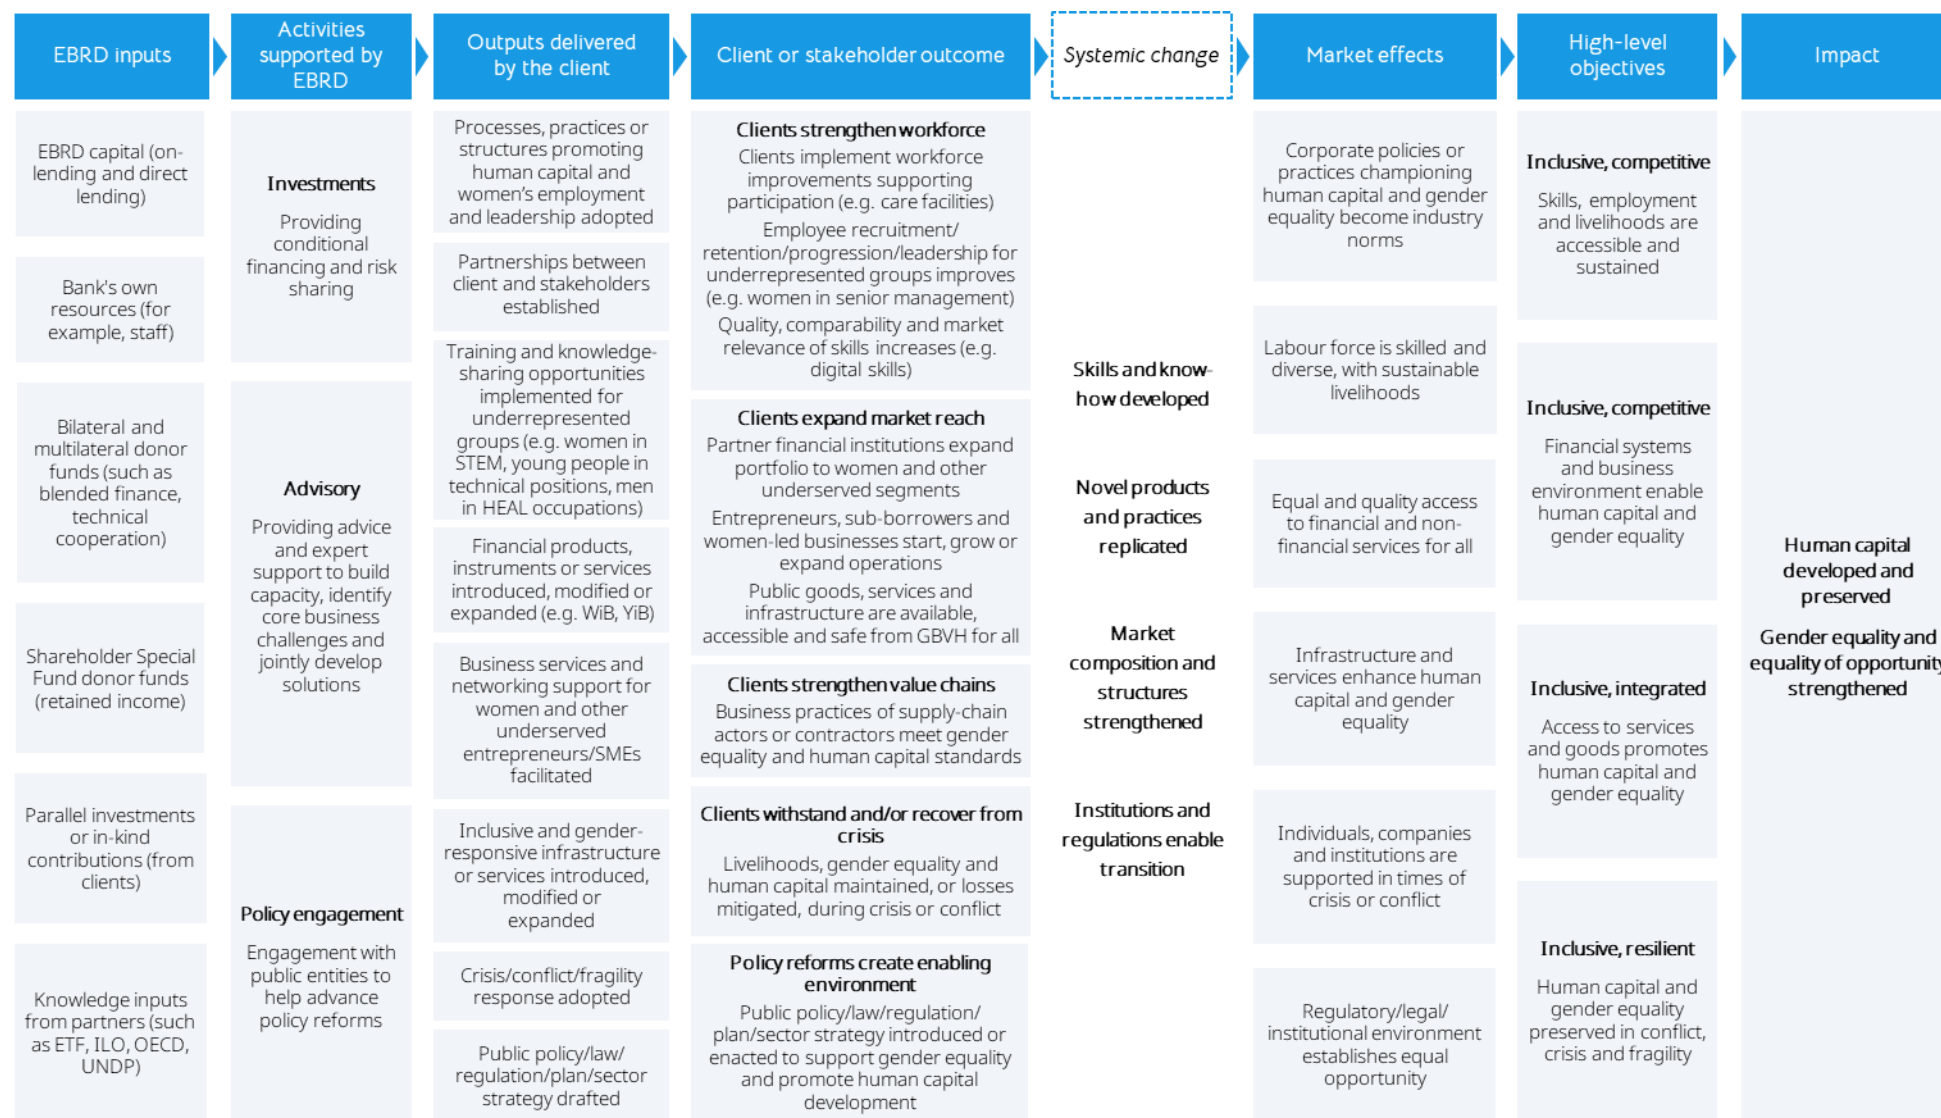 EBRD inputs
Activities
supported by
EBRD
Outputs delivered
by the client
Client or stakeholder outcome
Systemic change
Market effects
High-level
objectives
Impact
EBRD capital (on-
lending and direct
lending)
Bank's own
resources (for
example, staff)
Bilateral and
multilateral donor
funds (such as
blended finance,
technical
cooperation)
Shareholder Special
Fund donor funds
(retained income)
Parallel investments
or in-kind
contributions (from
clients)
Knowledge inputs
from partners (such
as ETF, ILO, OECD,
UNDP)
Investments
Providing
conditional
financing and risk
sharing
Advisory
Providing advice
and expert
support to build
capacity, identify
core business
challenges and
jointly develop
solutions
Policy engagement
Engagement with
public entities to
help advance
policy reforms
Processes, practices or
structures promoting
human capital and
women's employment
and leadership adopted
Partnerships between
client and stakeholders
established
Training and knowledge-
sharing opportunities
implemented for
underrepresented
groups (e.g. women in
STEM, young people in
technical positions, men
in HEAL occupations)
Financial products,
instruments or services
introduced, modified or
expanded (e.g. WiB, YiB)
Business services and
networking support for
women and other
underserved
entrepreneurs/SMEs
facilitated
Inclusive and gender-
responsive infrastructure
or services introduced,
modified or
expanded
Crisis/conflict/fragility
response adopted
Public policy/law/
regulation/plan/sector
strategy drafted
Clients strengthen workforce
Clients implement workforce
improvements supporting
participation (e.g. care facilities)
Employee recruitment/
retention/progression/leadership for
underrepresented groups improves
(e.g. women in senior management)
Quality, comparability and market
relevance of skills increases (e.g.
digital skills)
Clients expand market reach
Partner financial institutions expand
portfolio to women and other
underserved segments
Entrepreneurs, sub-borrowers and
women-led businesses start, grow or
expand operations
Public goods, services and
infrastructure are available,
accessible and safe from GBVH for all
Clients strengthen value chains
Business practices of supply-chain
actors or contractors meet gender
equality and human capital standards
Clients withstand and/or recover from
crisis
Livelihoods, gender equality and
human capital maintained, or losses
mitigated, during crisis or conflict
Policy reforms create enabling
environment
Public policy/law/regulation/
plan/sector strategy introduced or
enacted to support gender equality
and promote human capital
development
Skills and know-
how developed
Novel products
and practices
replicated
Market
composition and
structures
strengthened
Institutions and
regulations enable
transition
Corporate policies or
practices championing
human capital and gender
equality become industry
norms
Labour force is skilled and
diverse, with sustainable
livelihoods
Equal and quality access
to financial and non-
financial services for all
Infrastructure and
services enhance human
capital and gender
equality
Individuals, companies
and institutions are
supported in times of
crisis or conflict
Regulatory/legal/
institutional environment
establishes equal
opportunity
Inclusive, competitive
Skills, employment
and livelihoods are
accessible and
sustained
Inclusive, competitive
Financial systems
and business
environment enable
human capital and
gender equality
Inclusive, integrated
Access to services
and goods promotes
human capital and
gender equality
Inclusive, resilient
Human capital and
gender equality
preserved in conflict,
crisis and fragility
Human capital
developed and
preserved
Gender equality and
equality of opportunity
strengthened